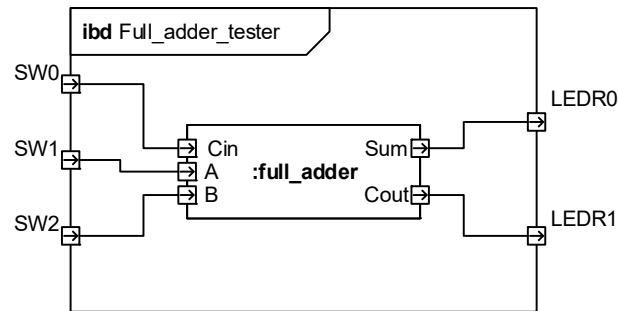 ibd Full_adder_tester
SW0
LEDR0
SW1
Cin
Sum
A
:full_adder
B
Cout
SW2
LEDR1